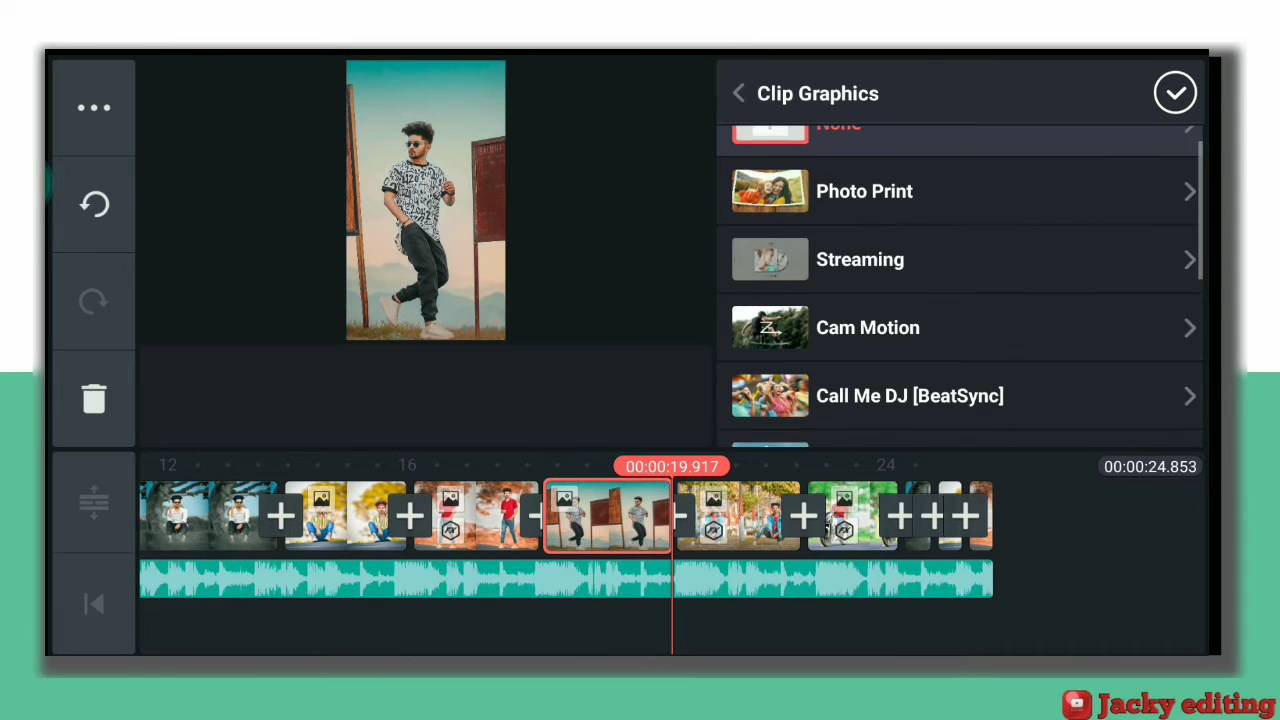 Clip Graphics
None
Photo Print
Streaming
Cam Motion
Call Me DJ [BeatSync]
12
16
00:00:19.917
24
00:00:24.853
Jacky editing